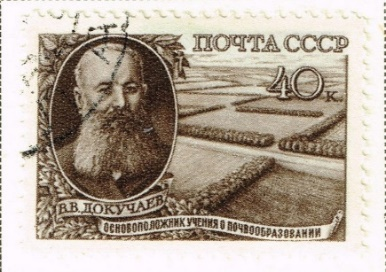 ПОЧТА СССР
40 к.
В.В.ДОКУЧАЕВ
ОСНОВОПОЛОЖНИК УЧЕНИЯ О ПОЧВООБРАЗОВАНИИ